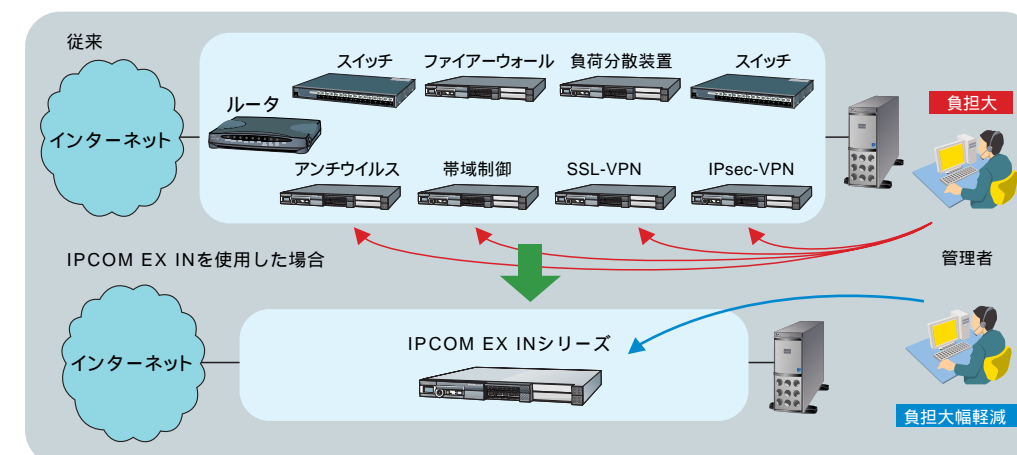 従来
スイッチ
ファイアーウォール
負荷分散装置
スイッチ
ルータ
インターネット
負担大
アンチウイルス
帯域制御
SSL-VPN
IPsec-VPN
IPCOM EX INを使用した場合
管理者
IPCOM EX INシリーズ
インターネット
負担大幅軽減